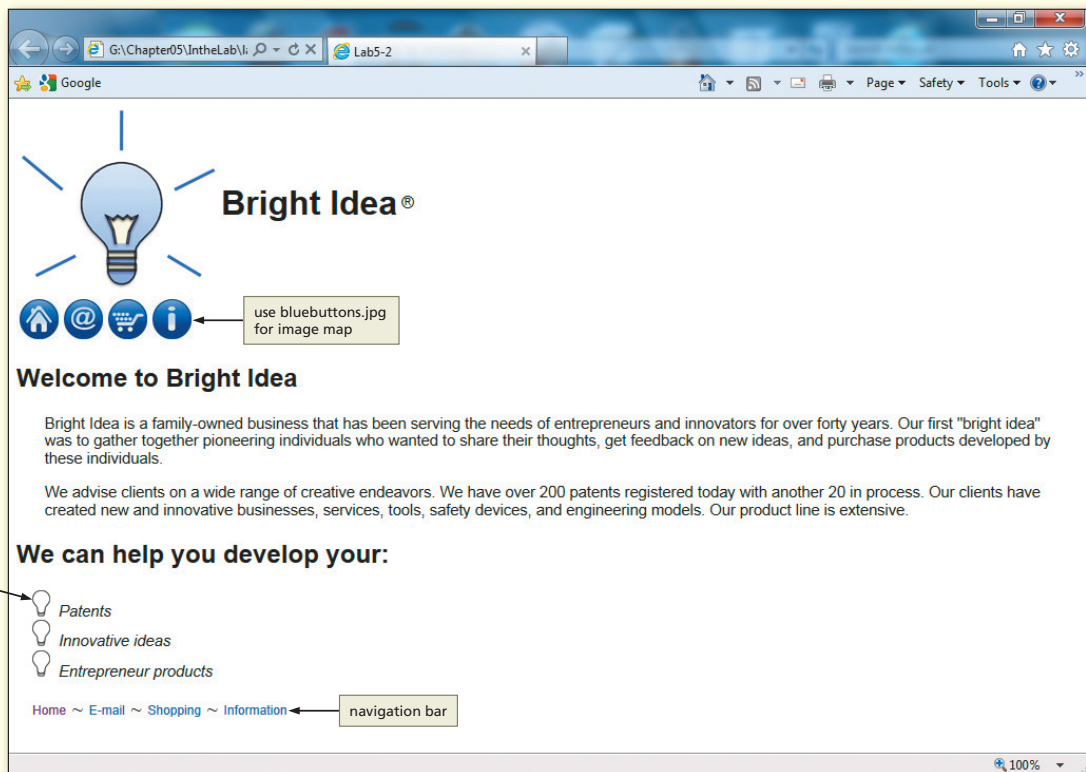 G:\Chapter05\IntheLab\l
Lab5-2
Google
Page
Safety
Tools
Bright Idea®
@
i
use bluebuttons.jpg
for image map
Welcome to Bright Idea
Bright Idea is a family-owned business that has been serving the needs of entrepreneurs and innovators for over forty years. Our first "bright idea"
was to gather together pioneering individuals who wanted to share their thoughts, get feedback on new ideas, and purchase products developed by
these individuals.
We advise clients on a wide range of creative endeavors. We have over 200 patents registered today with another 20 in process. Our clients have
created new and innovative businesses, services, tools, safety devices, and engineering models. Our product line is extensive.
We can help you develop your:
Patents
Innovative ideas
Entrepreneur products
Home ~ E-mail ~ Shopping ~ Information
navigation bar
100%